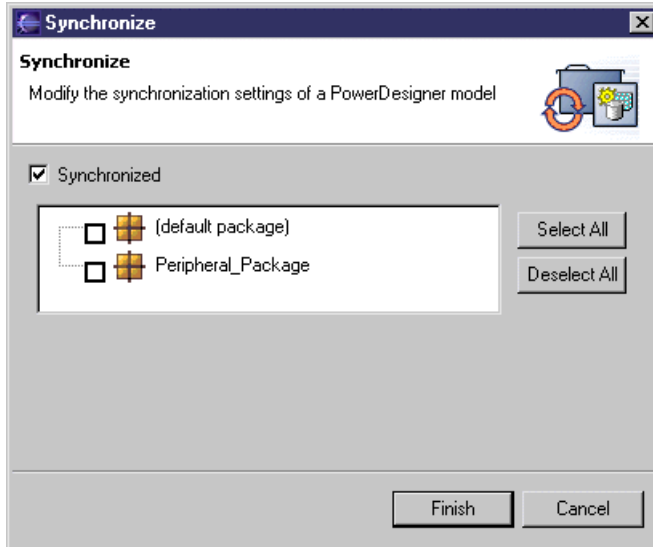 Synchronize
Synchronize
Modify the synchronization settings of a PowerDesigner model
Synchronized
(default package)
Select All
Peripheral_Package
Deselect All
Finish
Cancel